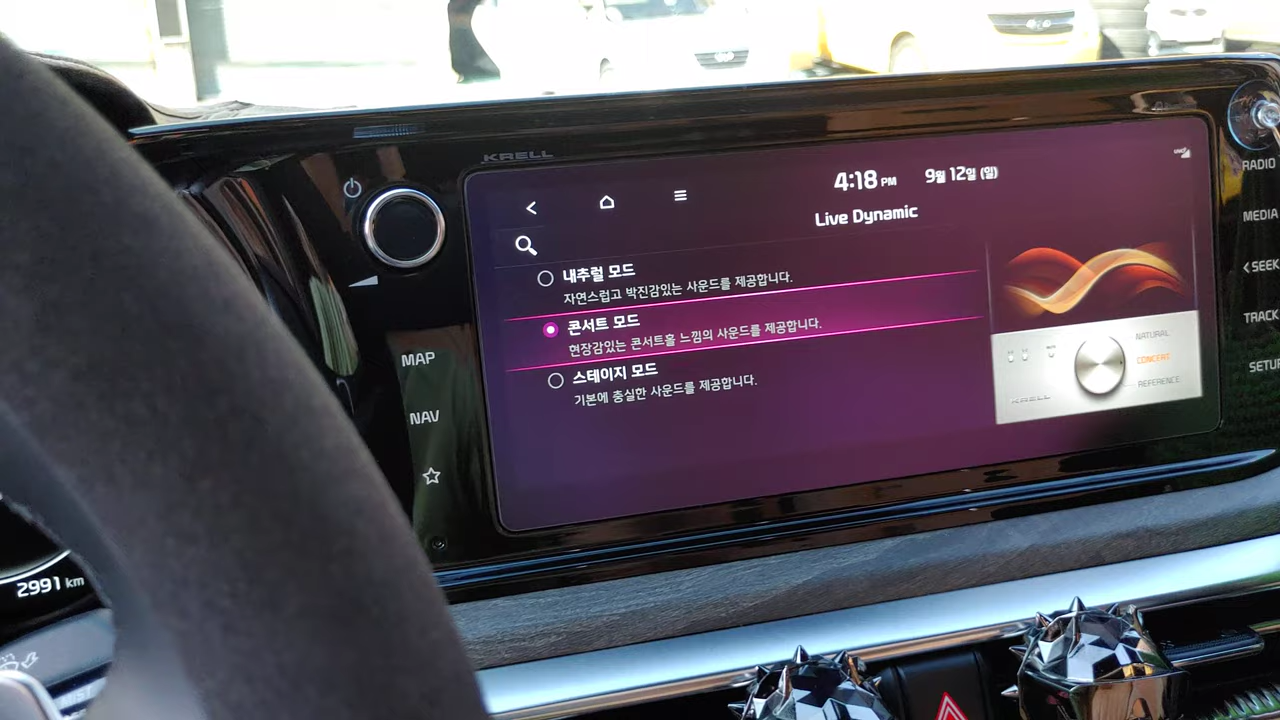 KRELL
4:18 PM 9월 12일 (일)
Live Dynamic
내추럴 모드
자연스럽고 박진감있는 사운드를 제공합니다.
콘서트 모드
현장감있는 콘서트홀 느낌의 사운드를 제공합니다.
스테이지 모드
기본에 충실한 사운드를 제공합니다.
NATURAL
CONCERT
REFERENCE
KRELL
MAP
NAV
RADIO
MEDIA
SEEK
TRACK
SETU
2991 km